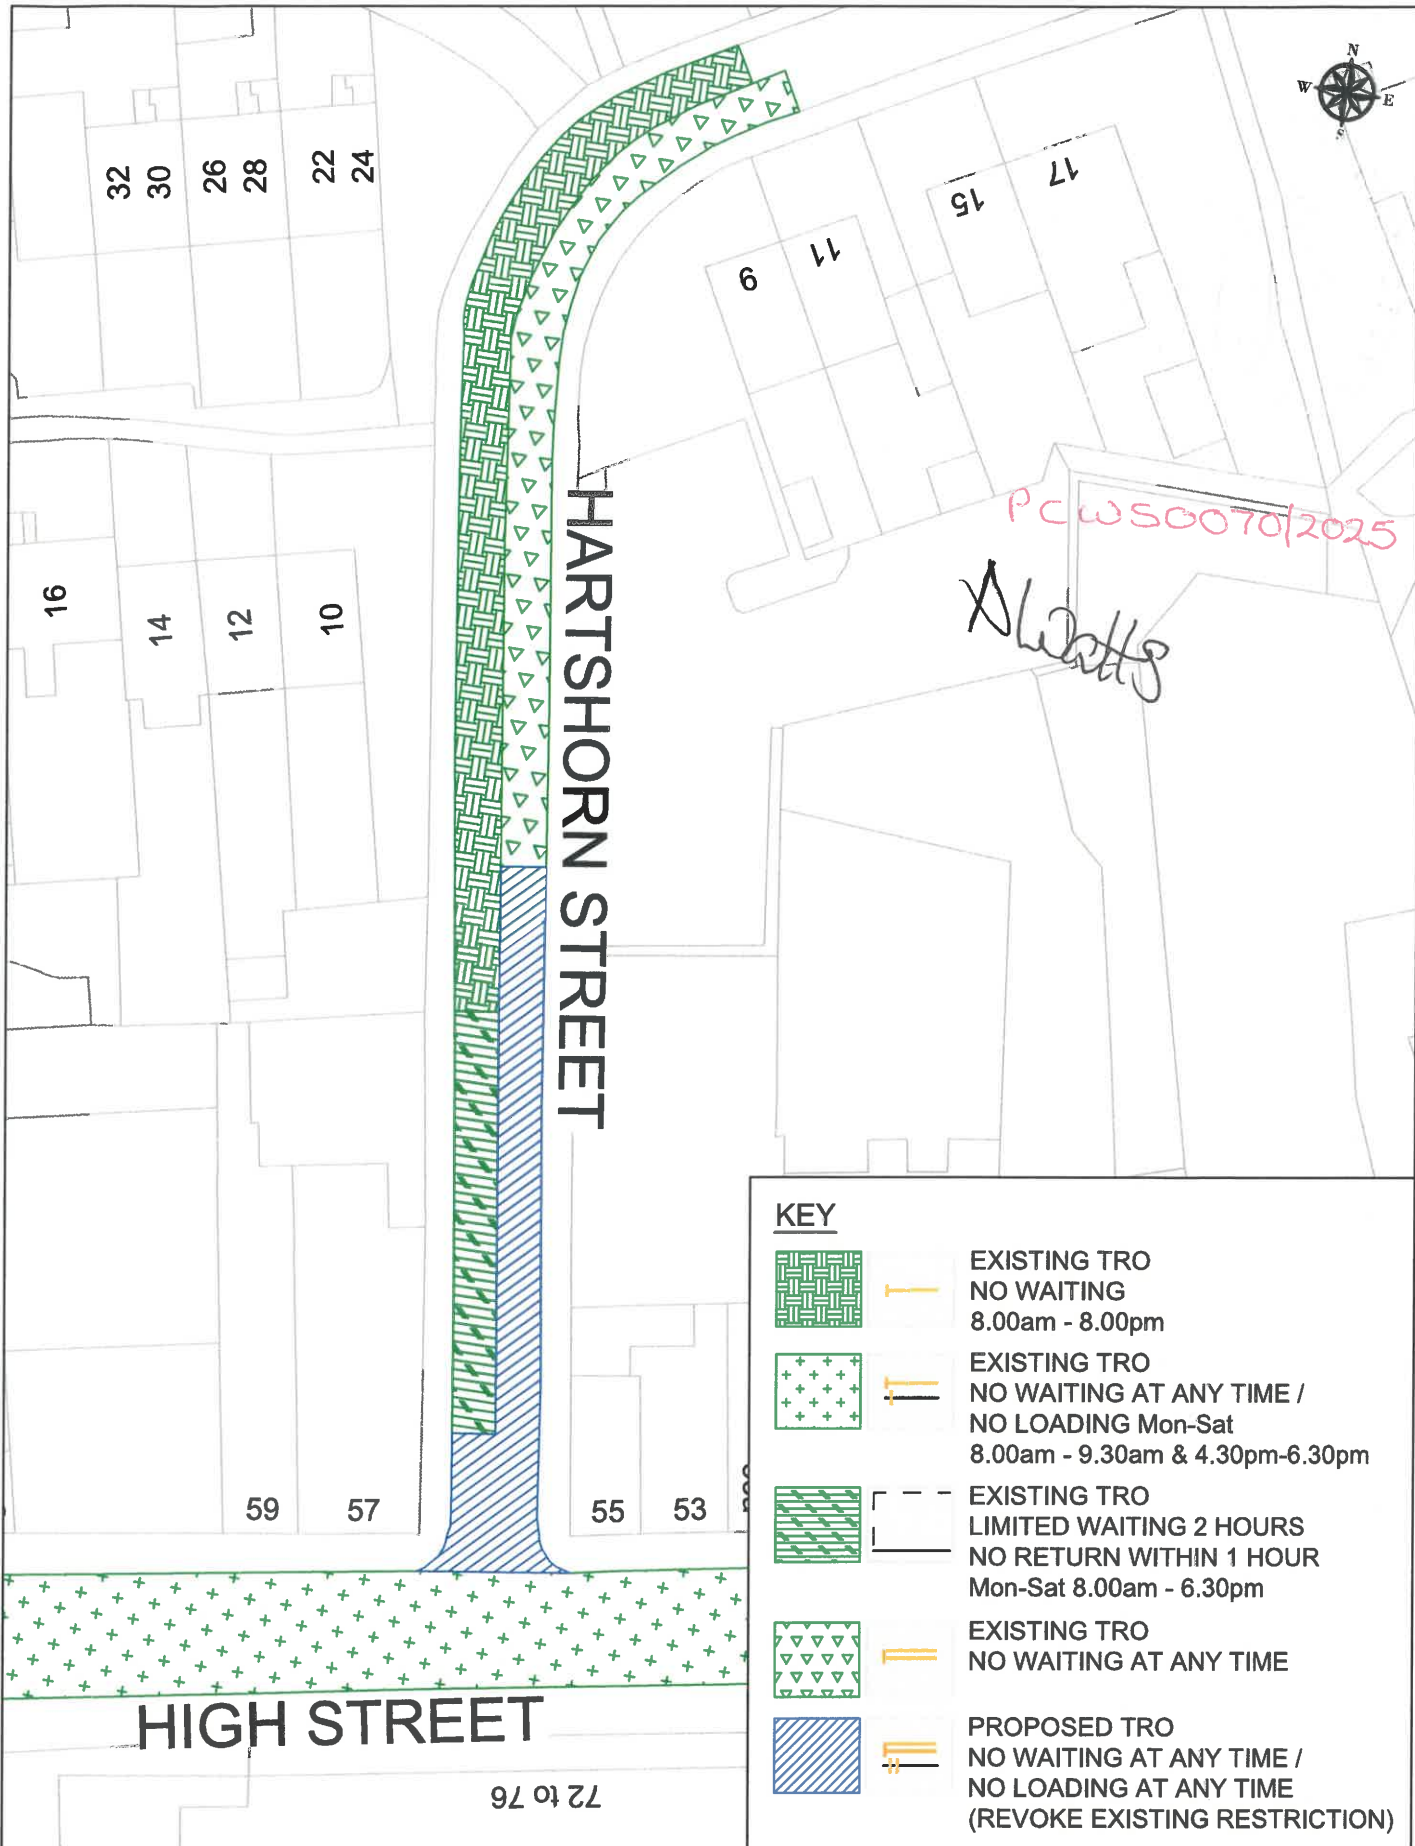 N
W
E
S
32
30
26
28
22
24
17
15
11
9
PCWS0070/2025
16
14
12
10
HARTSHORN STREET
59
57
55
53
HIGH STREET
72 to 76
KEY
EXISTING TRO
NO WAITING
8.00am - 8.00pm
EXISTING TRO
NO WAITING AT ANY TIME /
NO LOADING Mon-Sat
8.00am - 9.30am & 4.30pm-6.30pm
EXISTING TRO
LIMITED WAITING 2 HOURS
NO RETURN WITHIN 1 HOUR
Mon-Sat 8.00am - 6.30pm
EXISTING TRO
NO WAITING AT ANY TIME
PROPOSED TRO
NO WAITING AT ANY TIME /
NO LOADING AT ANY TIME
(REVOKE EXISTING RESTRICTION)